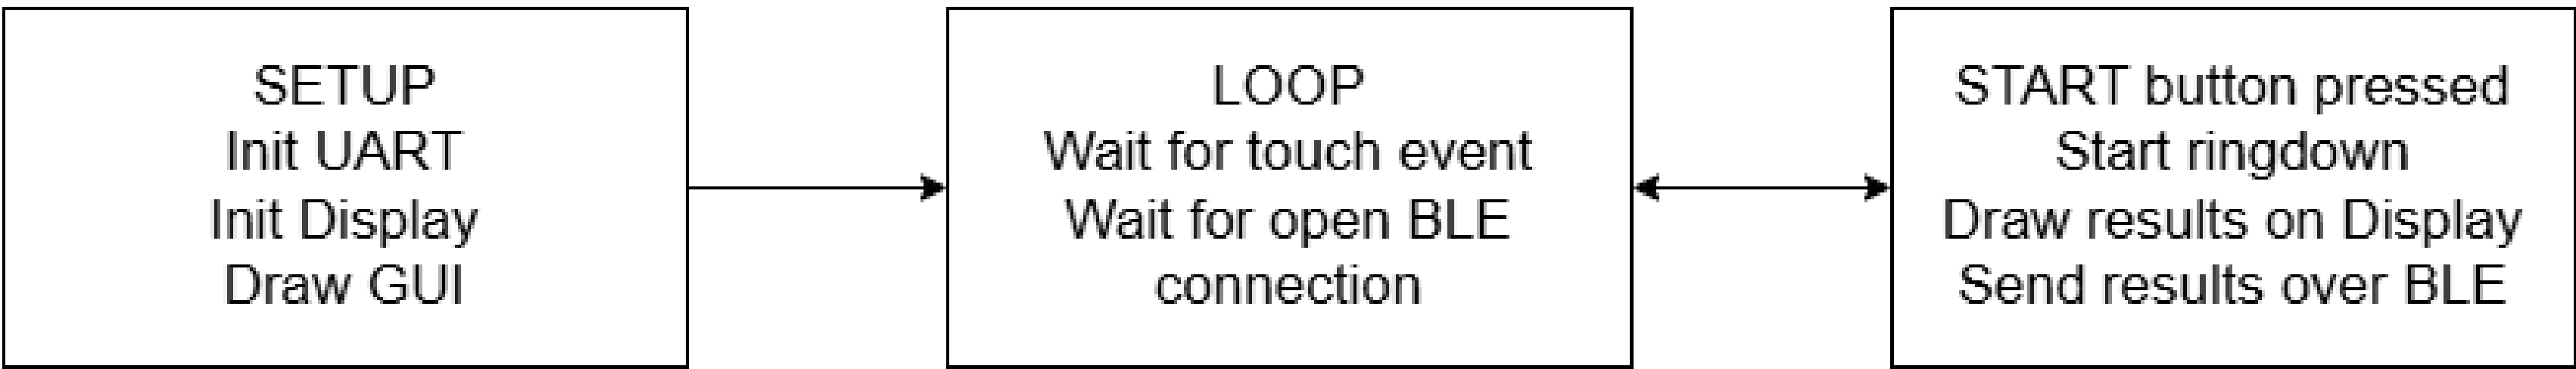 SETUP
Init UART
Init Display
Draw GUI
LOOP
Wait for touch event
Wait for open BLE
connection
START button pressed
Start ringdown
Draw results on Display
Send results over BLE